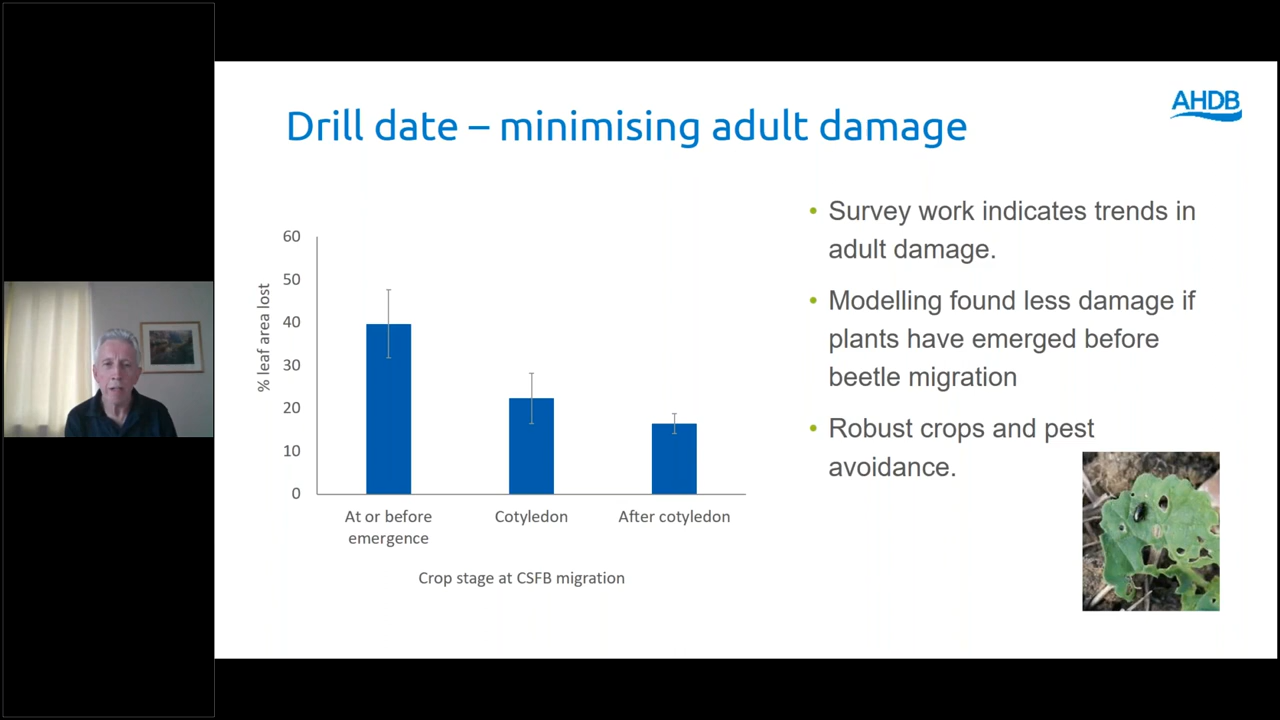 AHDB
Drill date – minimising adult damage
% leaf area lost
60
50
40
30
20
10
0
At or before
emergence
Cotyledon
After cotyledon
Crop stage at CSFB migration
• Survey work indicates trends in
adult damage.
• Modelling found less damage if
plants have emerged before
beetle migration
• Robust crops and pest
avoidance.